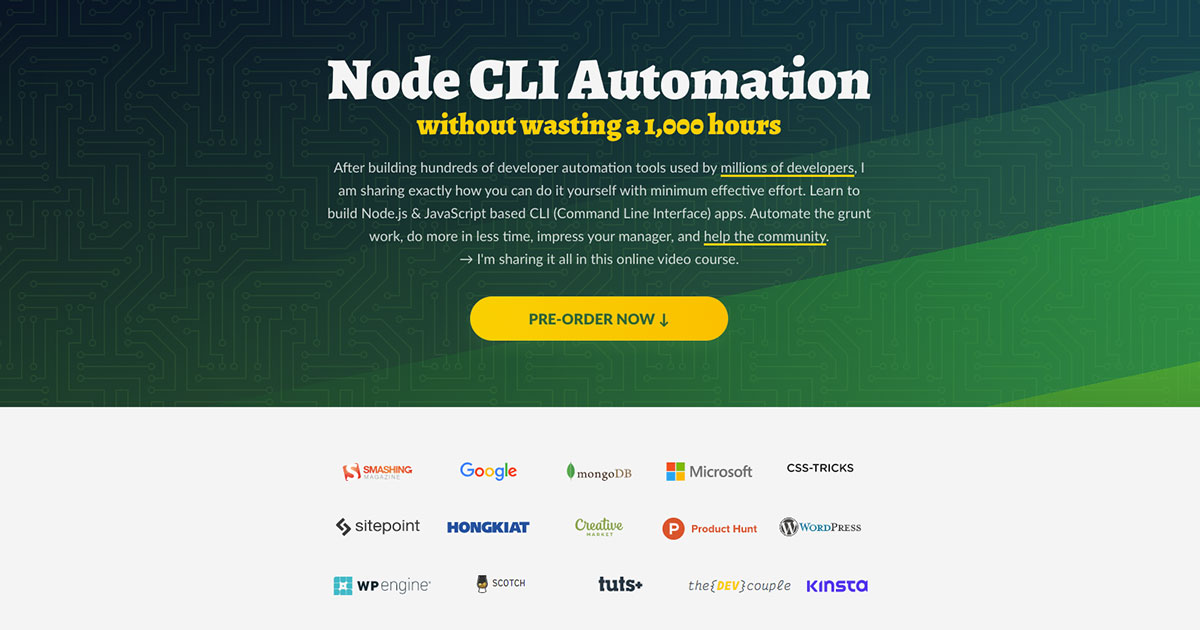 Node CLI Automation
without wasting a 1,000 hours
After building hundreds of developer automation tools used by millions of developers, I
am sharing exactly how you can do it yourself with minimum effective effort. Learn to
build Node.js & JavaScript based CLI (Command Line Interface) apps. Automate the grunt
work, do more in less time, impress your manager, and help the community.
→ I'm sharing it all in this online video course.
PRE-ORDER NOW ↓
SMASHING
MAGAZINE
Google
mongoDB
Microsoft
CSS-TRICKS
sitepoint
HONGKIAT
Creative
MARKET
P Product Hunt
WORDPRESS
WP engine
SCOTCH
tuts+
the{DEV}couple
KINSTA